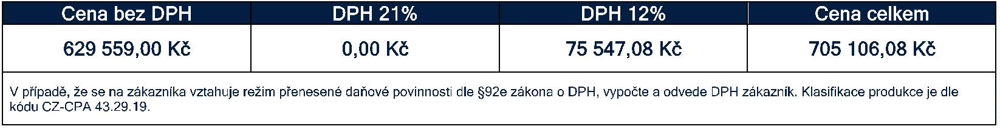 Cena bez DPH DPH 21% DPH 12% Cena celkem
629 559,00 Kč 0,00 Kč 75 547,08 Kč 705 106,08 Kč
V případě, že se na zákazníka vztahuje režim přenesené daňové povinnosti dle §92e zákona o DPH, vypočte a odvede DPH zákazník. Klasifikace produkce je dle
kódu CZ-CPA 43.29.19.